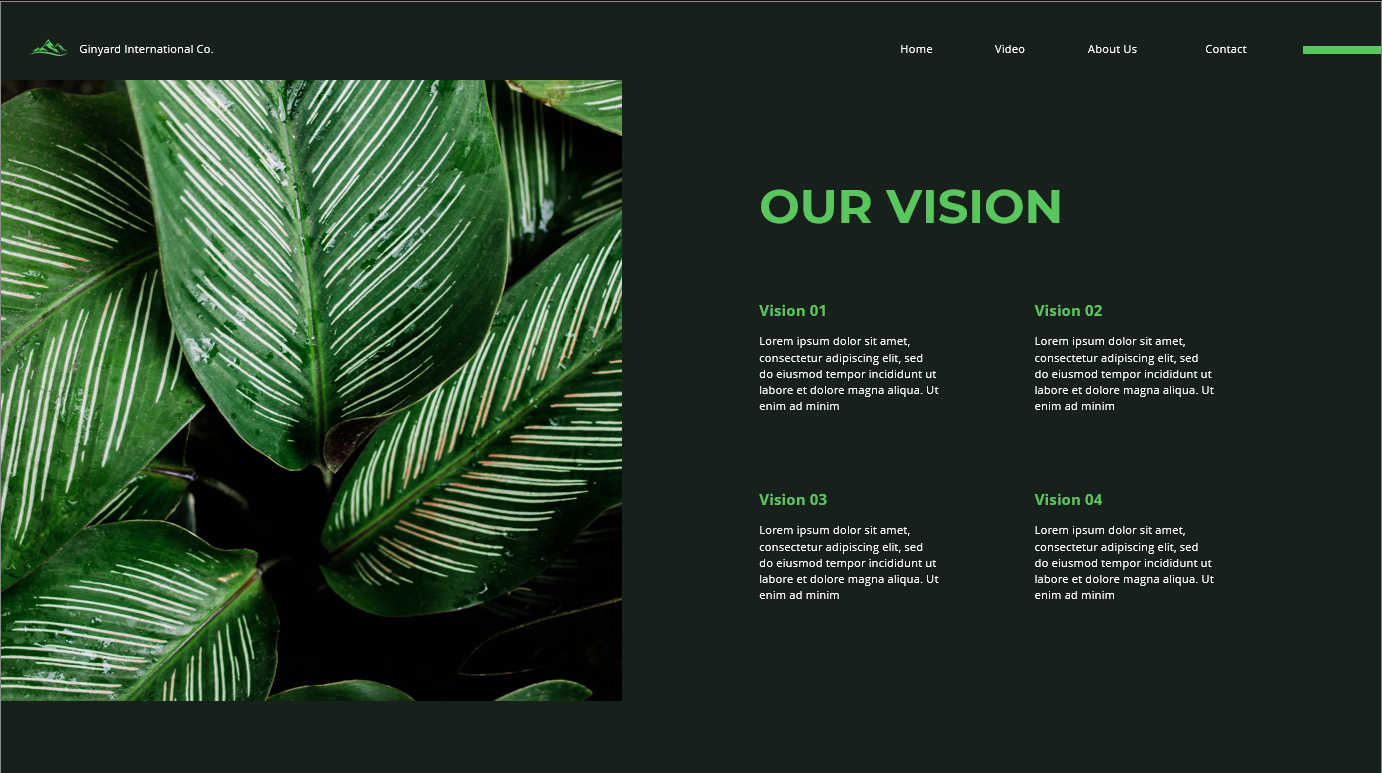 Ginyard International Co.
Home
Video
About Us
Contact
OUR VISION
Vision 01
Lorem ipsum dolor sit amet,
consectetur adipiscing elit, sed
do eiusmod tempor incididunt ut
labore et dolore magna aliqua. Ut
enim ad minim
Vision 02
Lorem ipsum dolor sit amet,
consectetur adipiscing elit, sed
do eiusmod tempor incididunt ut
labore et dolore magna aliqua. Ut
enim ad minim
Vision 03
Lorem ipsum dolor sit amet,
consectetur adipiscing elit, sed
do eiusmod tempor incididunt ut
labore et dolore magna aliqua. Ut
enim ad minim
Vision 04
Lorem ipsum dolor sit amet,
consectetur adipiscing elit, sed
do eiusmod tempor incididunt ut
labore et dolore magna aliqua. Ut
enim ad minim